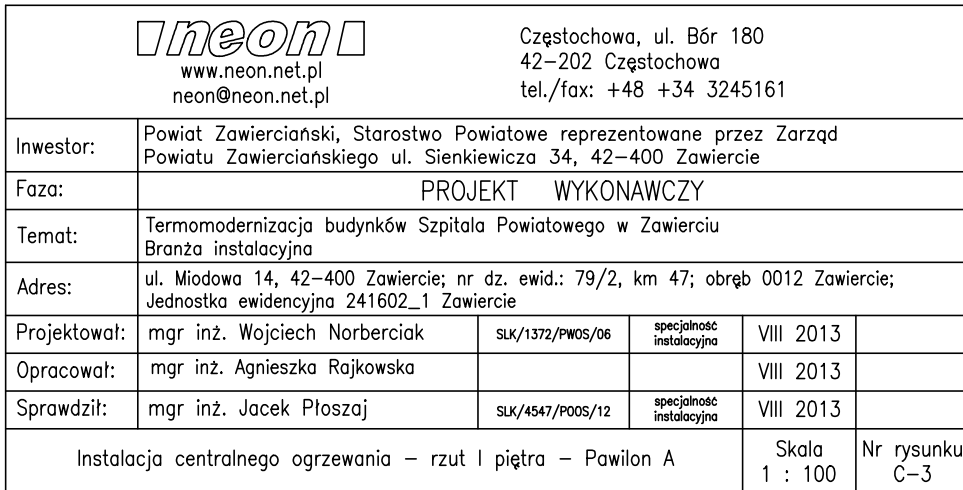 neon
www.neon.net.pl
neon@neon.net.pl
Częstochowa, ul. Bór 180
42-202 Częstochowa
tel./fax: +48 +34 3245161
Inwestor:
Powiat Zawierciański, Starostwo Powiatowe reprezentowane przez Zarząd
Powiatu Zawierciańskiego ul. Sienkiewicza 34, 42-400 Zawiercie
Faza:
PROJEKT WYKONAWCZY
Temat:
Termomodernizacja budynków Szpitala Powiatowego w Zawierciu
Branża instalacyjna
Adres:
ul. Miodowa 14, 42-400 Zawiercie; nr dz. ewid.: 79/2, km 47; obręb 0012 Zawiercie;
Jednostka ewidencyjna 241602_1 Zawiercie
Projektował: mgr inż. Wojciech Norberciak SLK/1372/PWOS/06 specjalność instalacyjna VIII 2013
Opracował: mgr inż. Agnieszka Rajkowska VIII 2013
Sprawdził: mgr inż. Jacek Płoszaj SLK/4547/POOS/12 specjalność instalacyjna VIII 2013
Instalacja centralnego ogrzewania – rzut I piętra – Pawilon A
Skala
1 : 100
Nr rysunku
C-3